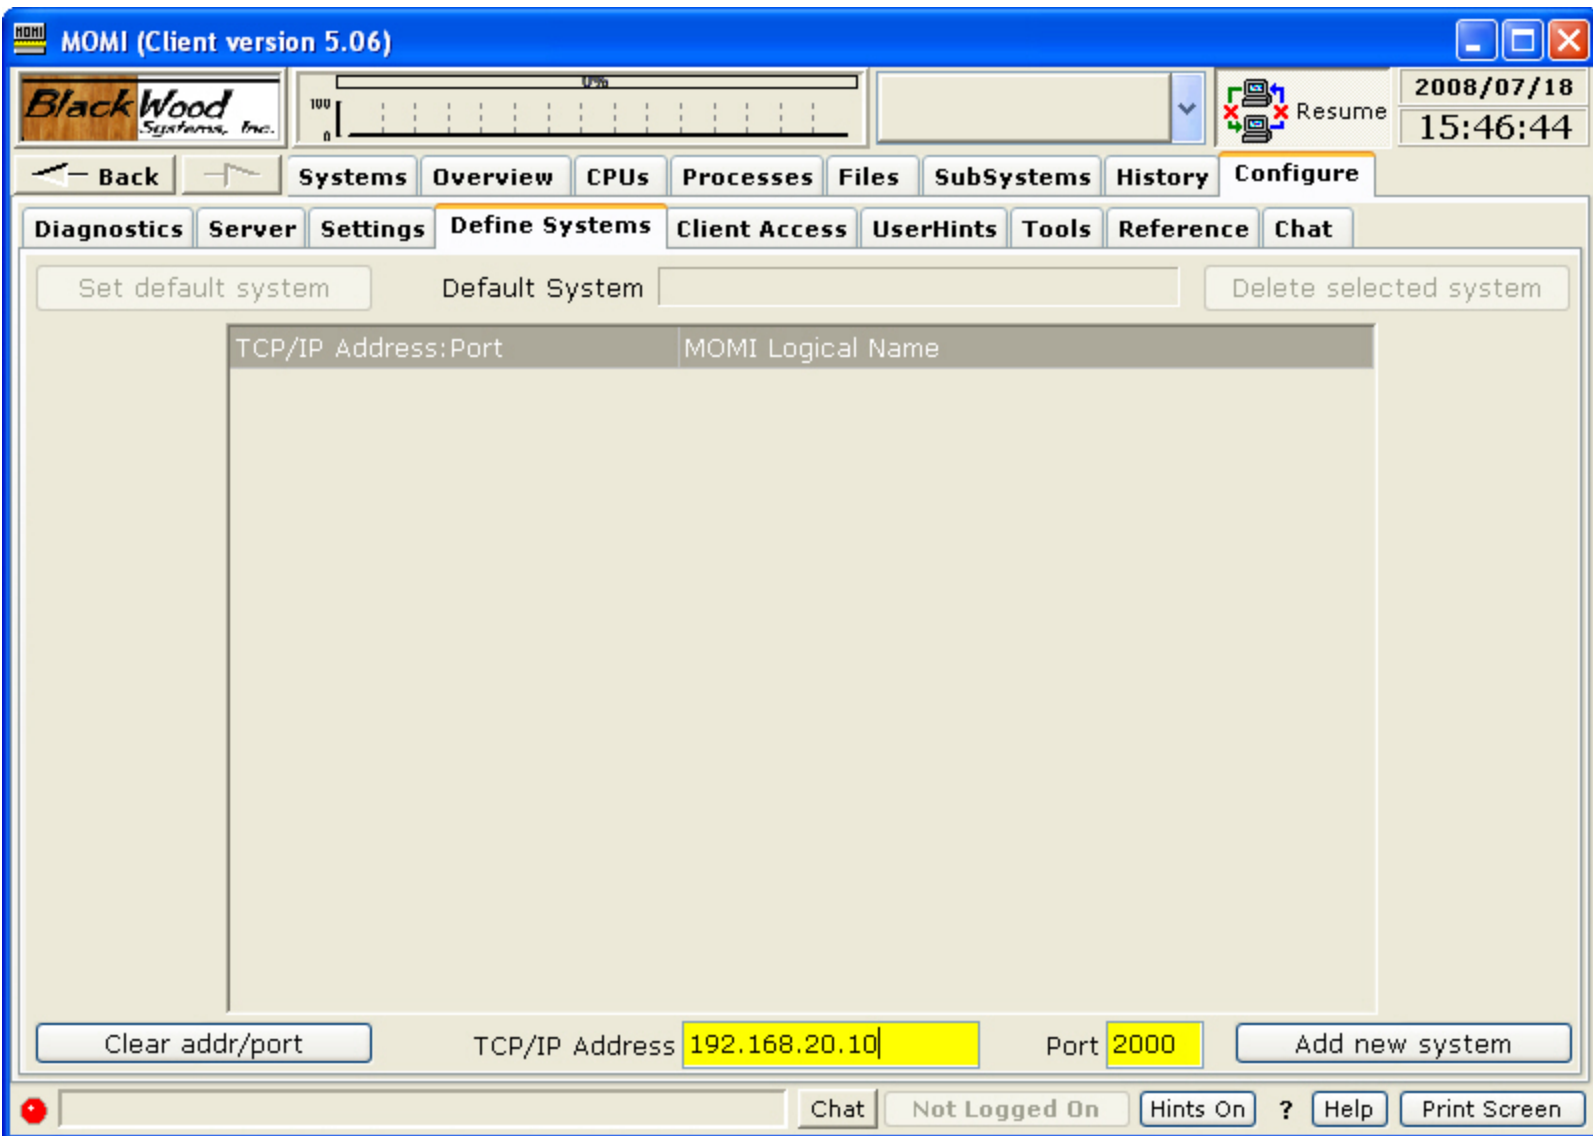 MOMI
MOMI (Client version 5.06)
BlackWood
Systems, Inc.
0%
100
0
Resume
2008/07/18
15:46:44
Back
Systems Overview CPUs Processes Files SubSystems History Configure
Diagnostics Server Settings Define Systems Client Access UserHints Tools Reference Chat
Set default system Default System Delete selected system
TCP/IP Address:Port MOMI Logical Name
Clear addr/port TCP/IP Address 192.168.20.10 Port 2000 Add new system
Chat Not Logged On Hints On ? Help Print Screen